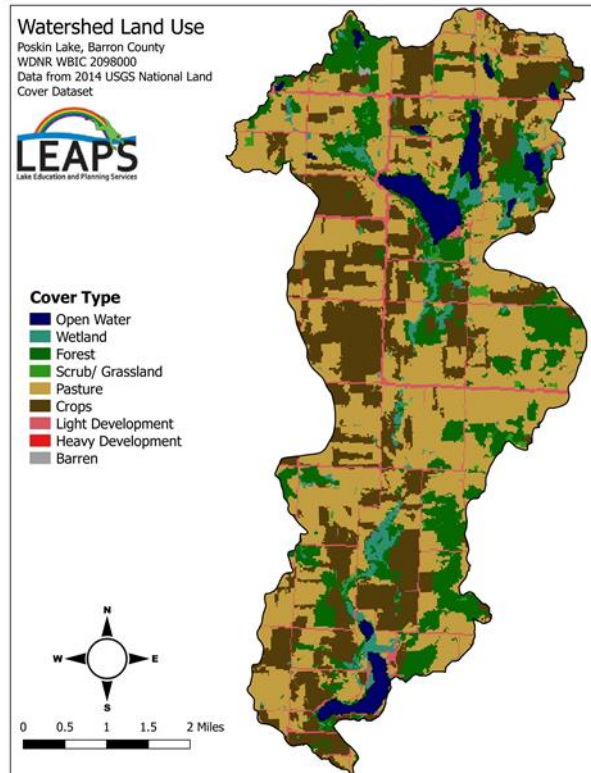 Watershed Land Use
Poskin Lake, Barron County
WDNR WBIC 2098000
Data from 2014 USGS National Land
Cover Dataset
LEAPS
Lake Education and Planning Services
Cover Type
Open Water
Wetland
Forest
Scrub/ Grassland
Pasture
Crops
Light Development
Heavy Development
Barren
N
W E
S
0 0.5 1 2 Miles